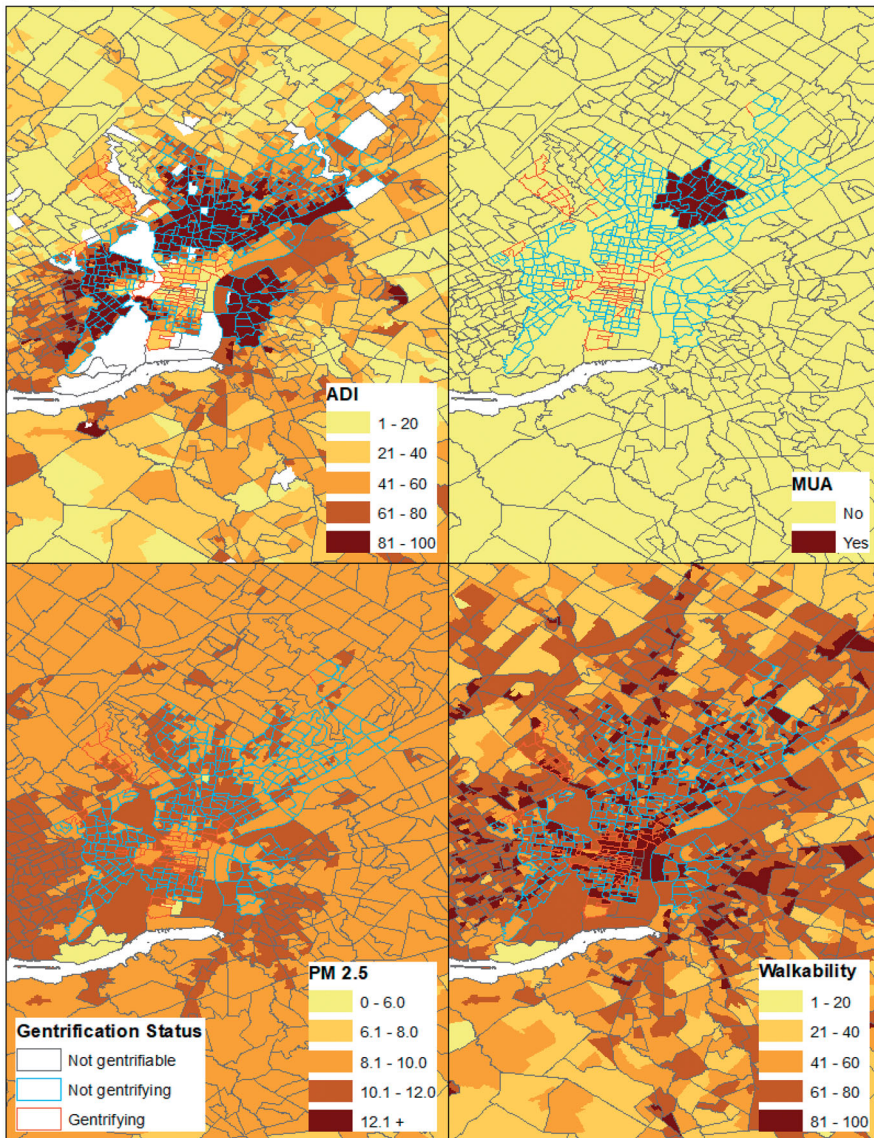 ADI
1 - 20
21 - 40
41 - 60
61 - 80
81 - 100
MUA
No
Yes
PM 2.5
0 - 6.0
6.1 - 8.0
8.1 - 10.0
10.1 - 12.0
12.1 +
Gentrification Status
Not gentrifiable
Not gentrifying
Gentrifying
Walkability
1 - 20
21 - 40
41 - 60
61 - 80
81 - 100